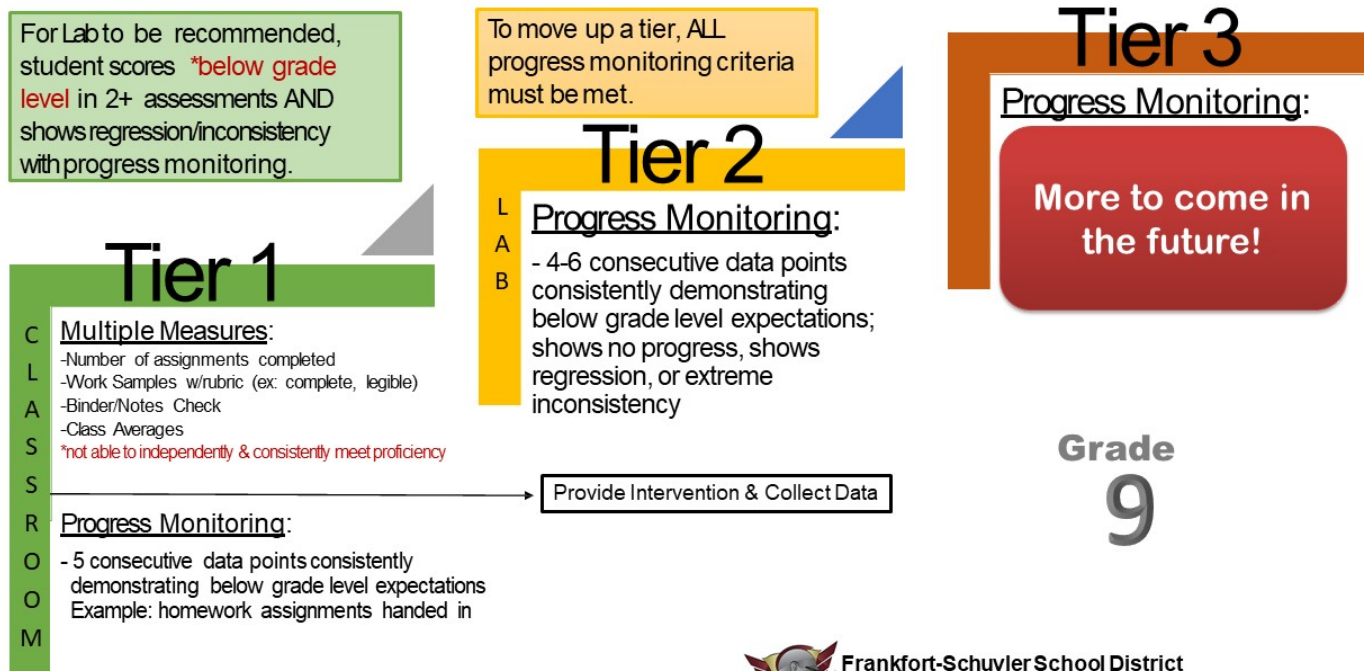 For Lab to be recommended,
student scores *below grade
level in 2+ assessments AND
shows regression/inconsistency
with progress monitoring.
Tier 1
CLASSROOM
Multiple Measures:
-Number of assignments completed
-Work Samples w/rubric (ex: complete, legible)
-Binder/Notes Check
-Class Averages
*not able to independently & consistently meet proficiency
Provide Intervention & Collect Data
Progress Monitoring:
- 5 consecutive data points consistently
demonstrating below grade level expectations
Example: homework assignments handed in
To move up a tier, ALL
progress monitoring criteria
must be met.
Tier 2
LAB
Progress Monitoring:
- 4-6 consecutive data points
consistently demonstrating
below grade level expectations;
shows no progress, shows
regression, or extreme
inconsistency
Tier 3
Progress Monitoring:
More to come in
the future!
Grade
9
Frankfort-Schuyler School District